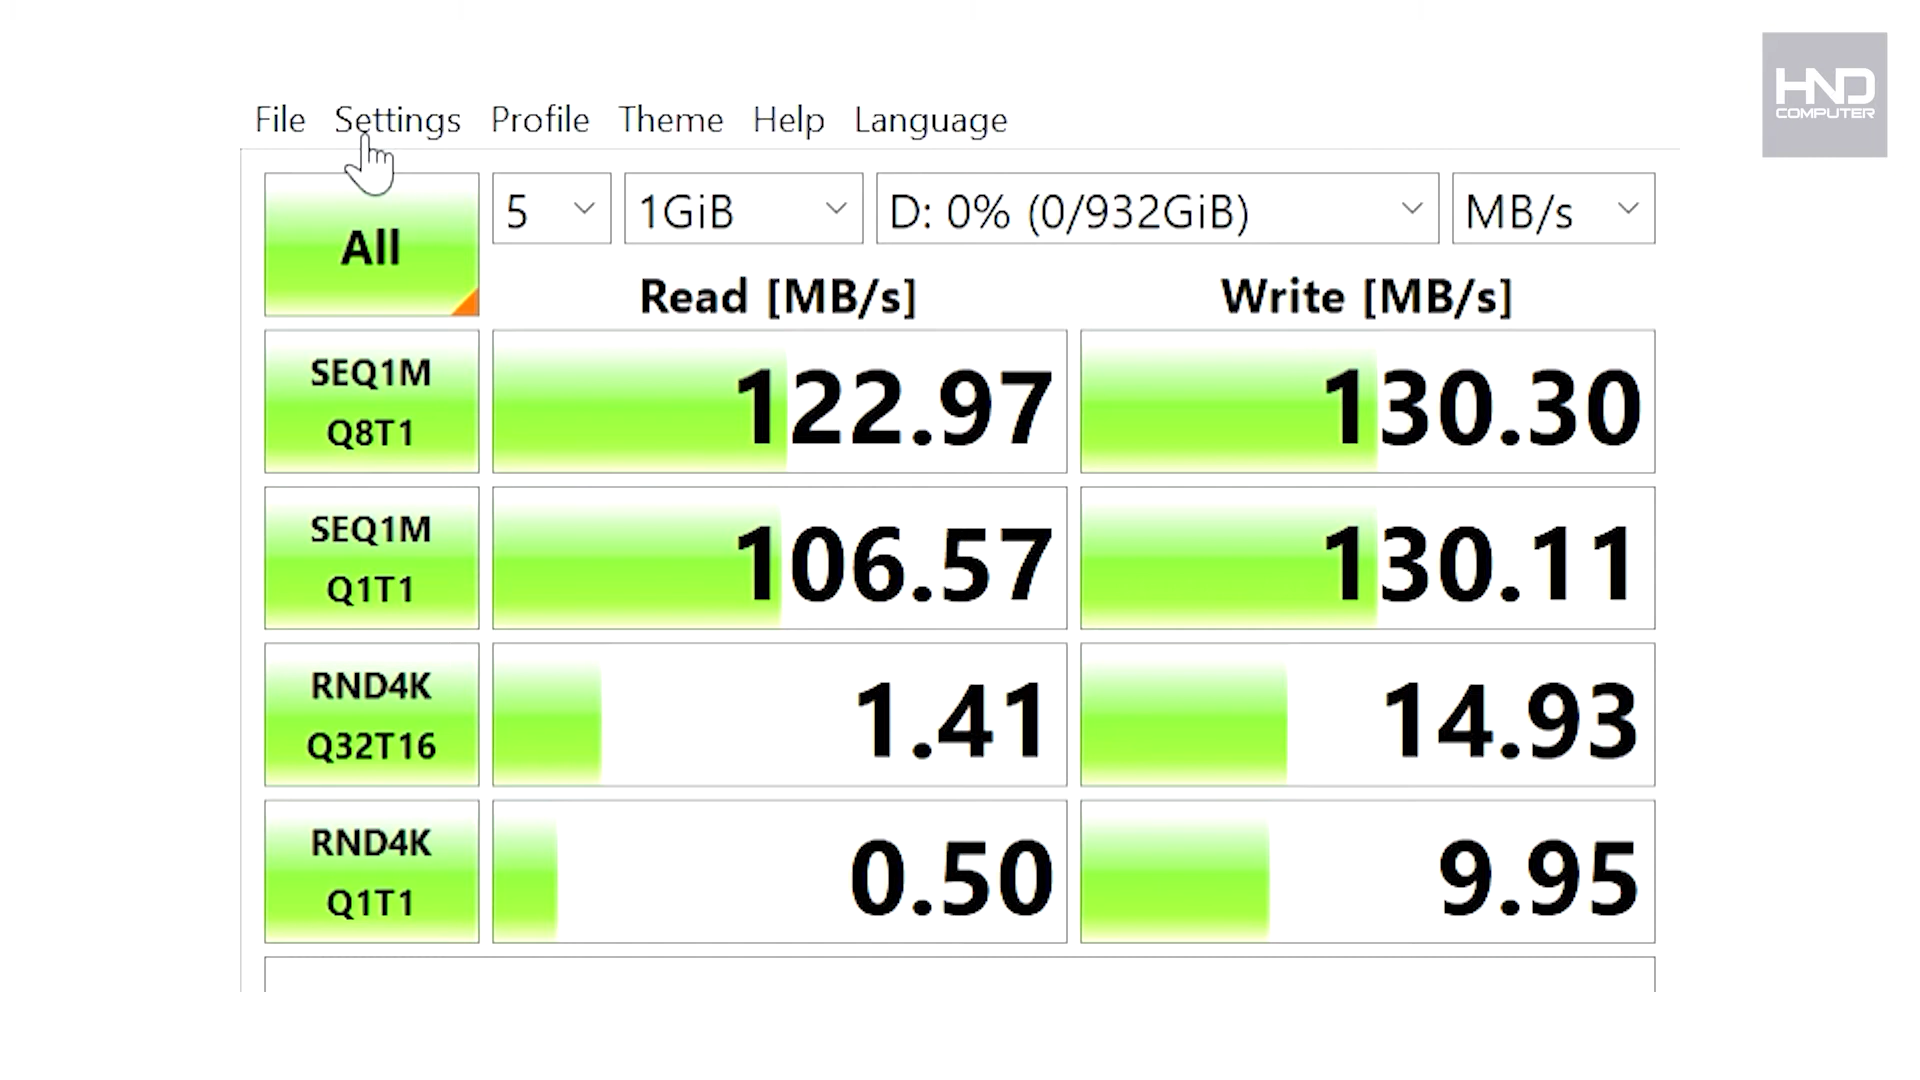 HND
COMPUTER
File Settings Profile Theme Help Language
All
5 1GiB D: 0% (0/932GiB) MB/s
Read [MB/s] Write [MB/s]
SEQ1M
Q8T1
122.97 130.30
SEQ1M
Q1T1
106.57 130.11
RND4K
Q32T16
1.41 14.93
RND4K
Q1T1
0.50 9.95